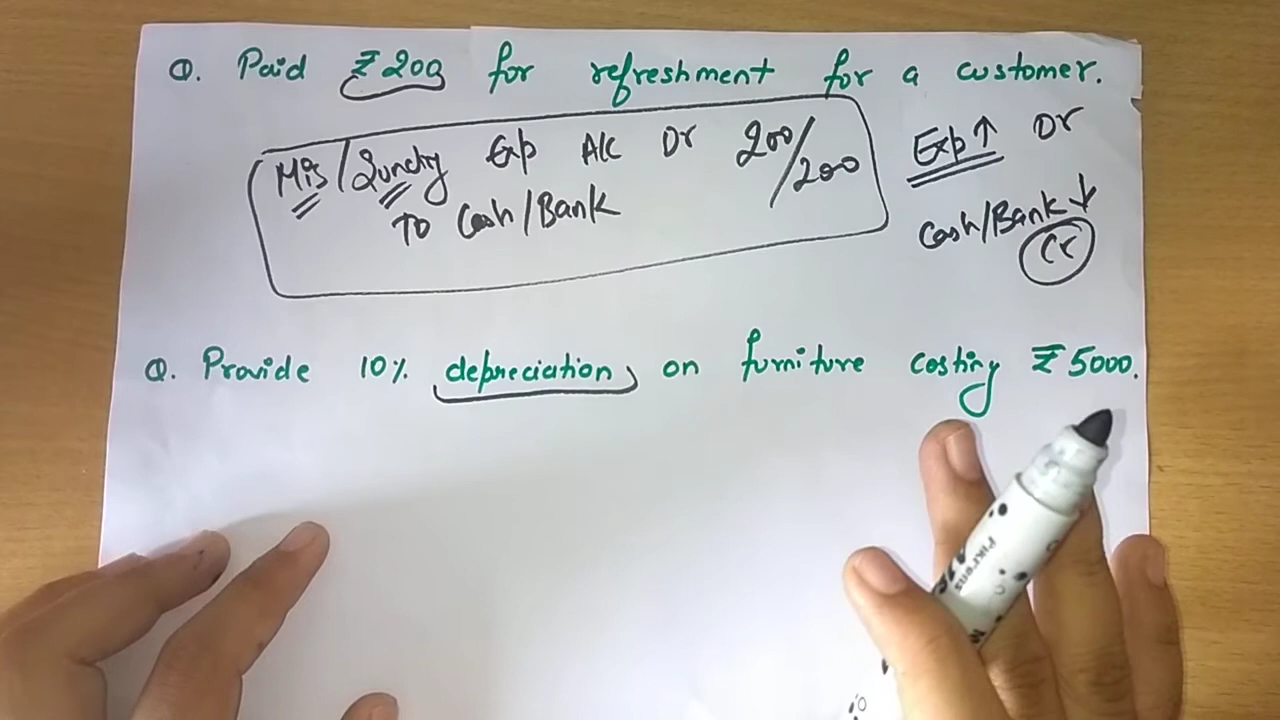 Q. Paid ₹ 200 for refreshment for a customer.
Mis/Sundry Exp A/c Dr 200/
To Cash/Bank /200
Exp↑ Dr
Cash/Bank↓
Cr
Q. Provide 10% depreciation on furniture costing ₹ 5000.